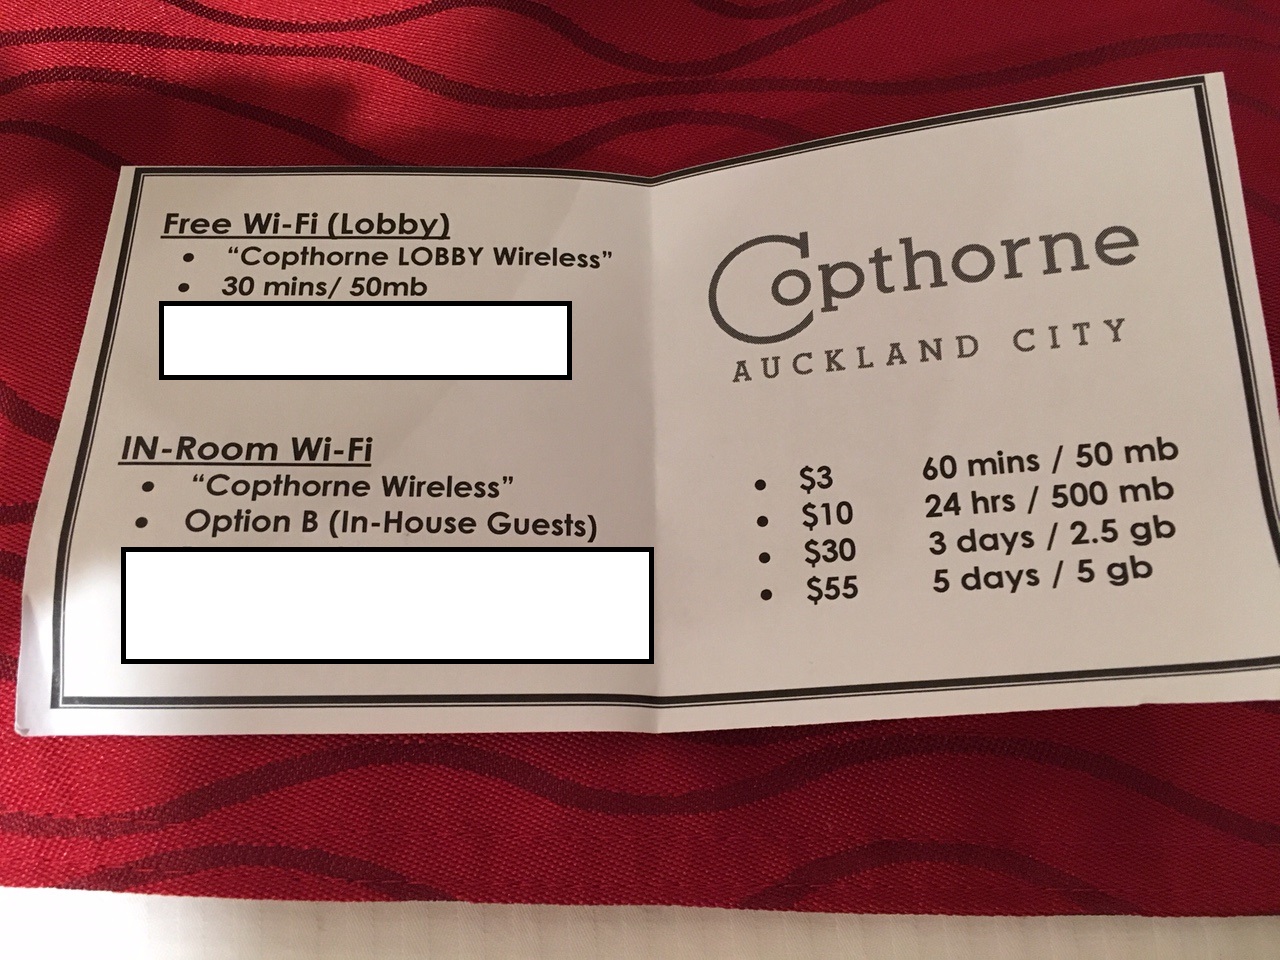 Free Wi-Fi (Lobby)
• “Copthorne LOBBY Wireless”
• 30 mins/ 50mb
IN-Room Wi-Fi
• “Copthorne Wireless”
• Option B (In-House Guests)
Copthorne
AUCKLAND CITY
• $3 60 mins / 50 mb
• $10 24 hrs / 500 mb
• $30 3 days / 2.5 gb
• $55 5 days / 5 gb